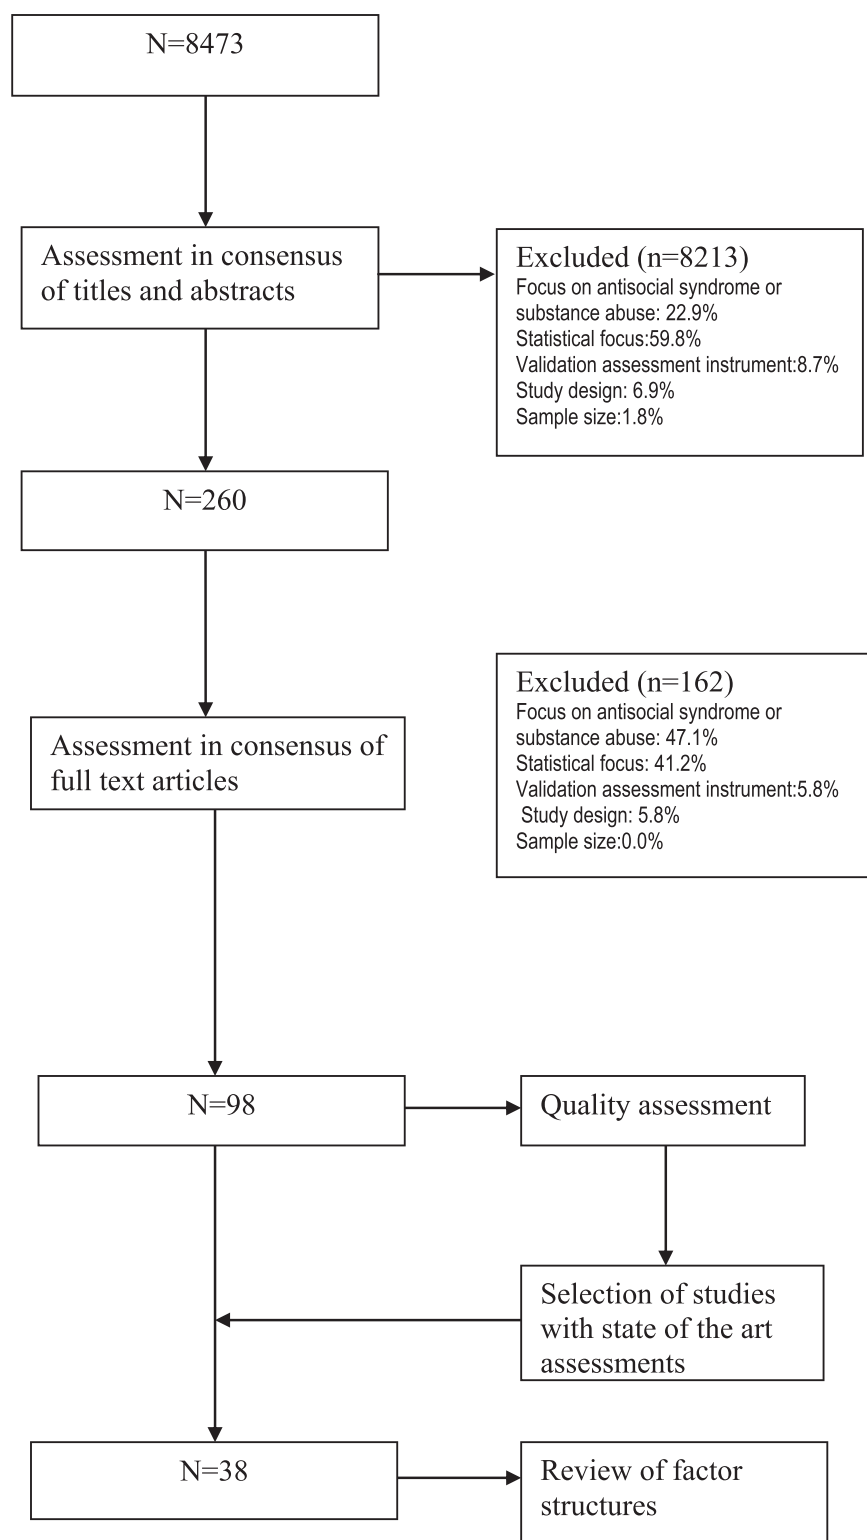 N=8473
Assessment in consensus
of titles and abstracts
Excluded (n=8213)
Focus on antisocial syndrome or
substance abuse: 22.9%
Statistical focus:59.8%
Validation assessment instrument:8.7%
Study design: 6.9%
Sample size:1.8%
N=260
Excluded (n=162)
Focus on antisocial syndrome or
substance abuse: 47.1%
Statistical focus: 41.2%
Validation assessment instrument:5.8%
Study design: 5.8%
Sample size:0.0%
Assessment in consensus of
full text articles
N=98
Quality assessment
Selection of studies
with state of the art
assessments
N=38
Review of factor
structures